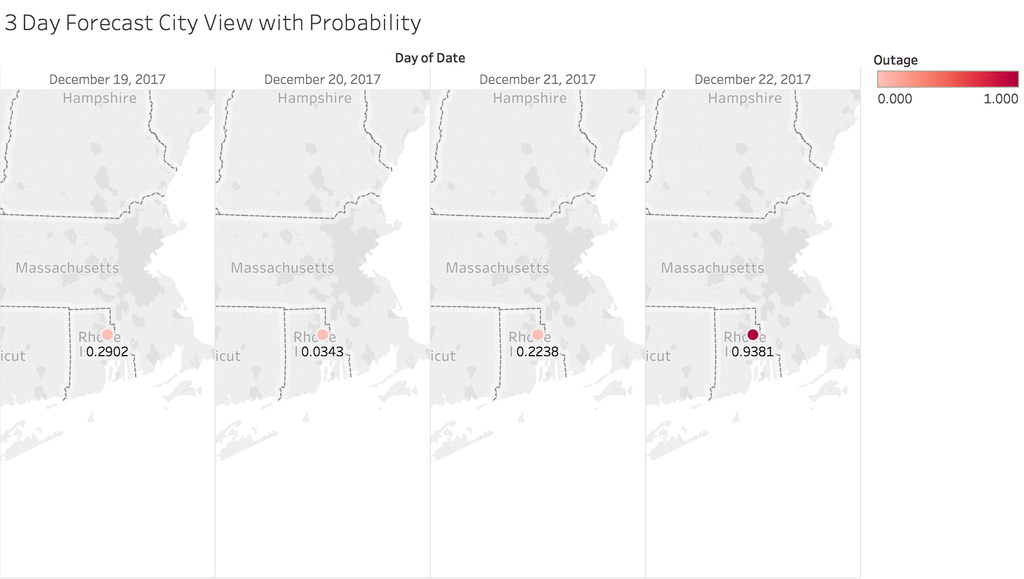 3 Day Forecast City View with Probability
Day of Date
Outage
0.000 1.000
December 19, 2017 December 20, 2017 December 21, 2017 December 22, 2017
Hampshire Hampshire Hampshire Hampshire
Massachusetts Massachusetts Massachusetts Massachusetts
icut icut icut icut
0.2902 0.0343 0.2238 0.9381